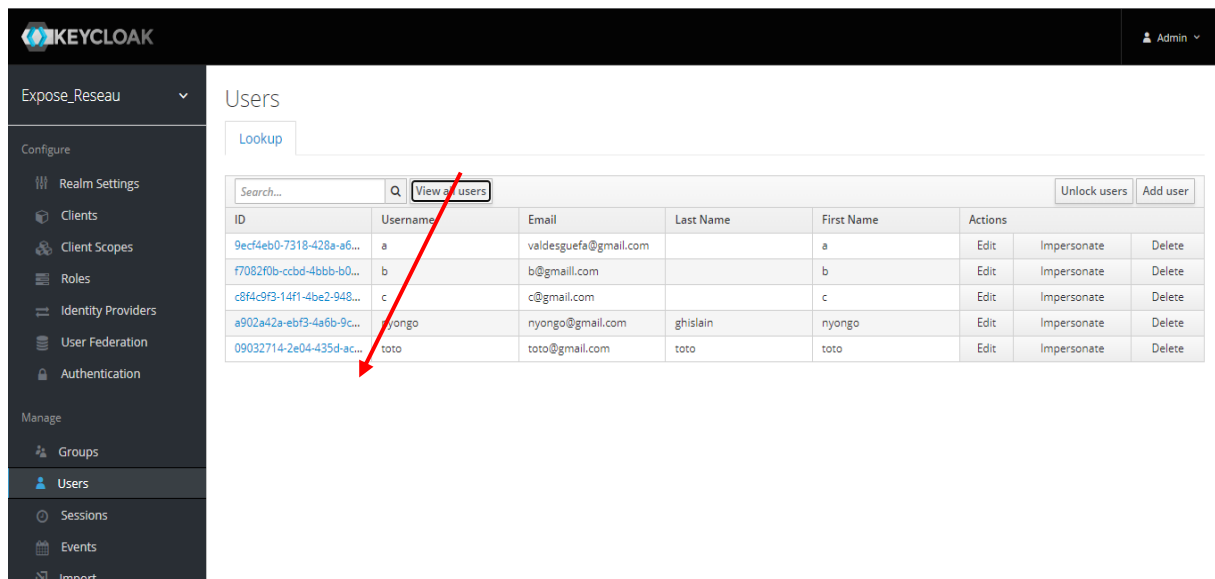 KEYCLOAK
Admin
Expose_Reseau
Configure
Realm Settings
Clients
Client Scopes
Roles
Identity Providers
User Federation
Authentication
Manage
Groups
Users
Sessions
Events
Import
Users
Lookup
Search... View all users Unlock users Add user
ID Username Email Last Name First Name Actions
9ecf4eb0-7318-428a-a6... a valdesguefa@gmail.com a Edit Impersonate Delete
f7082f0b-ccbd-4bbb-b0... b b@gmaill.com b Edit Impersonate Delete
c8f4c9f3-14f1-4be2-948... c c@gmail.com c Edit Impersonate Delete
a902a42a-ebf3-4a6b-9c... nyongo nyongo@gmail.com ghislain nyongo Edit Impersonate Delete
09032714-2e04-435d-ac... toto toto@gmail.com toto toto Edit Impersonate Delete